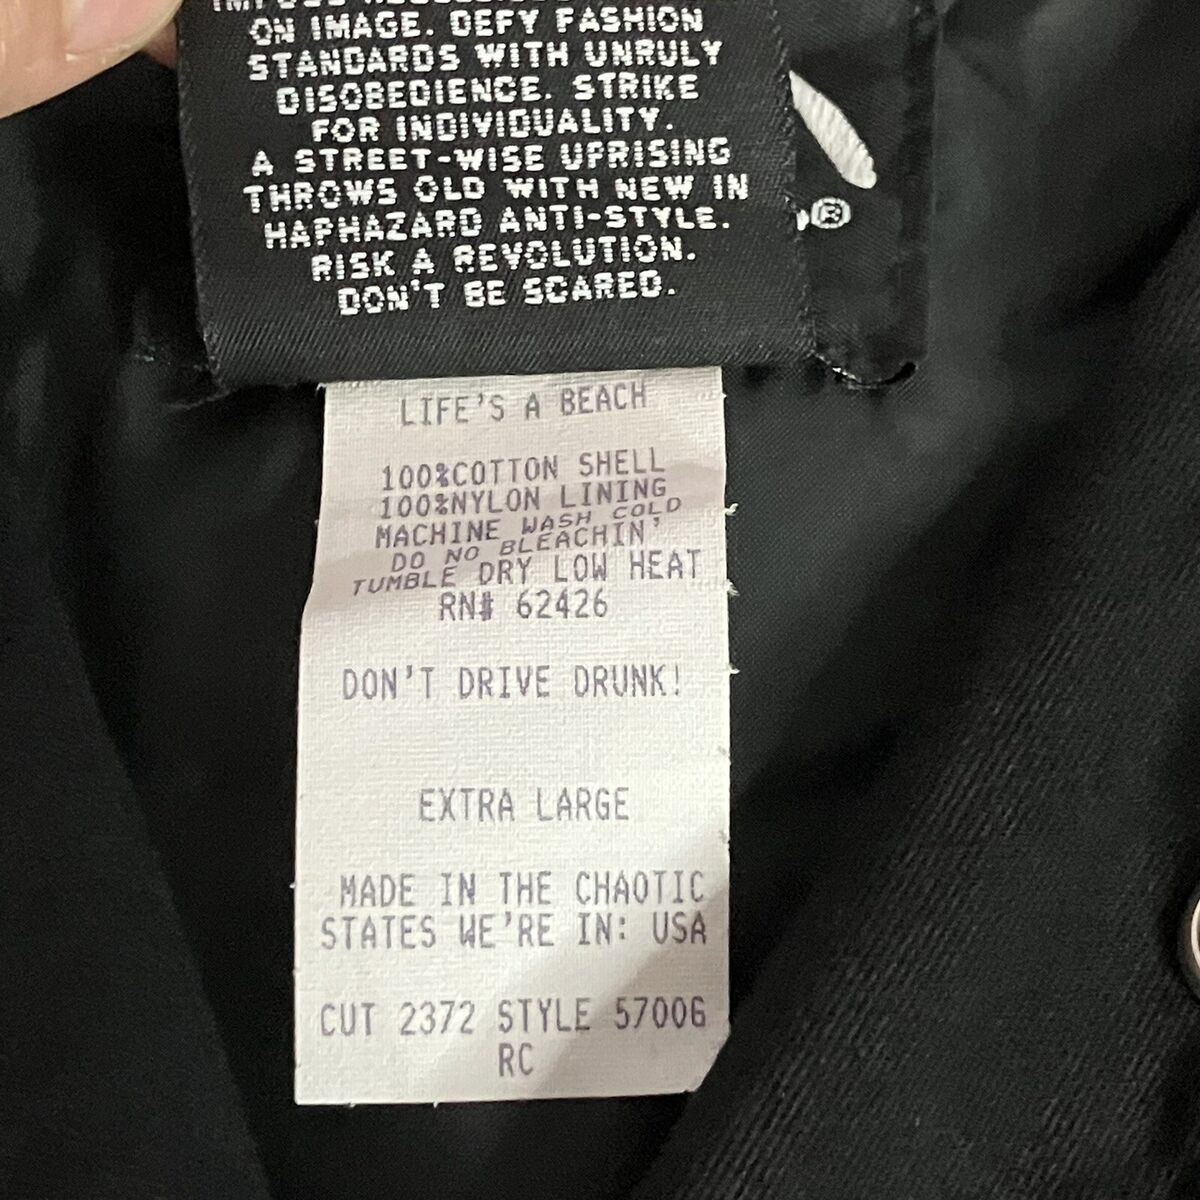 ON IMAGE. DEFY FASHION
STANDARDS WITH UNRULY
DISOBEDIENCE. STRIKE
FOR INDIVIDUALITY.
A STREET-WISE UPRISING
THROWS OLD WITH NEW IN
HAPHAZARD ANTI-STYLE.
RISK A REVOLUTION.
DON'T BE SCARED.
®
LIFE'S A BEACH
100%COTTON SHELL
100%NYLON LINING
MACHINE WASH COLD
DO NO BLEACHIN'
TUMBLE DRY LOW HEAT
RN# 62426
DON'T DRIVE DRUNK!
EXTRA LARGE
MADE IN THE CHAOTIC
STATES WE'RE IN: USA
CUT 2372 STYLE 57006
RC